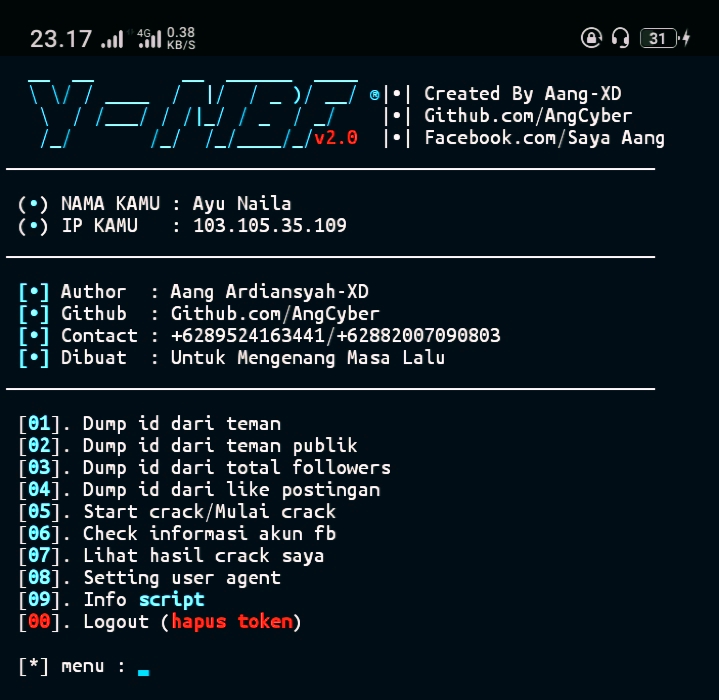 23.17 4G 0.38 KB/S 31
Y-NBF ®|•| Created By Aang-XD
|•| Github.com/AngCyber
v2.0 |•| Facebook.com/Saya Aang
(•) NAMA KAMU : Ayu Naila
(•) IP KAMU : 103.105.35.109
[•] Author : Aang Ardiansyah-XD
[•] Github : Github.com/AngCyber
[•] Contact : +6289524163441/+62882007090803
[•] Dibuat : Untuk Mengenang Masa Lalu
[01]. Dump id dari teman
[02]. Dump id dari teman publik
[03]. Dump id dari total followers
[04]. Dump id dari like postingan
[05]. Start crack/Mulai crack
[06]. Check informasi akun fb
[07]. Lihat hasil crack saya
[08]. Setting user agent
[09]. Info script
[00]. Logout (hapus token)
[*] menu :